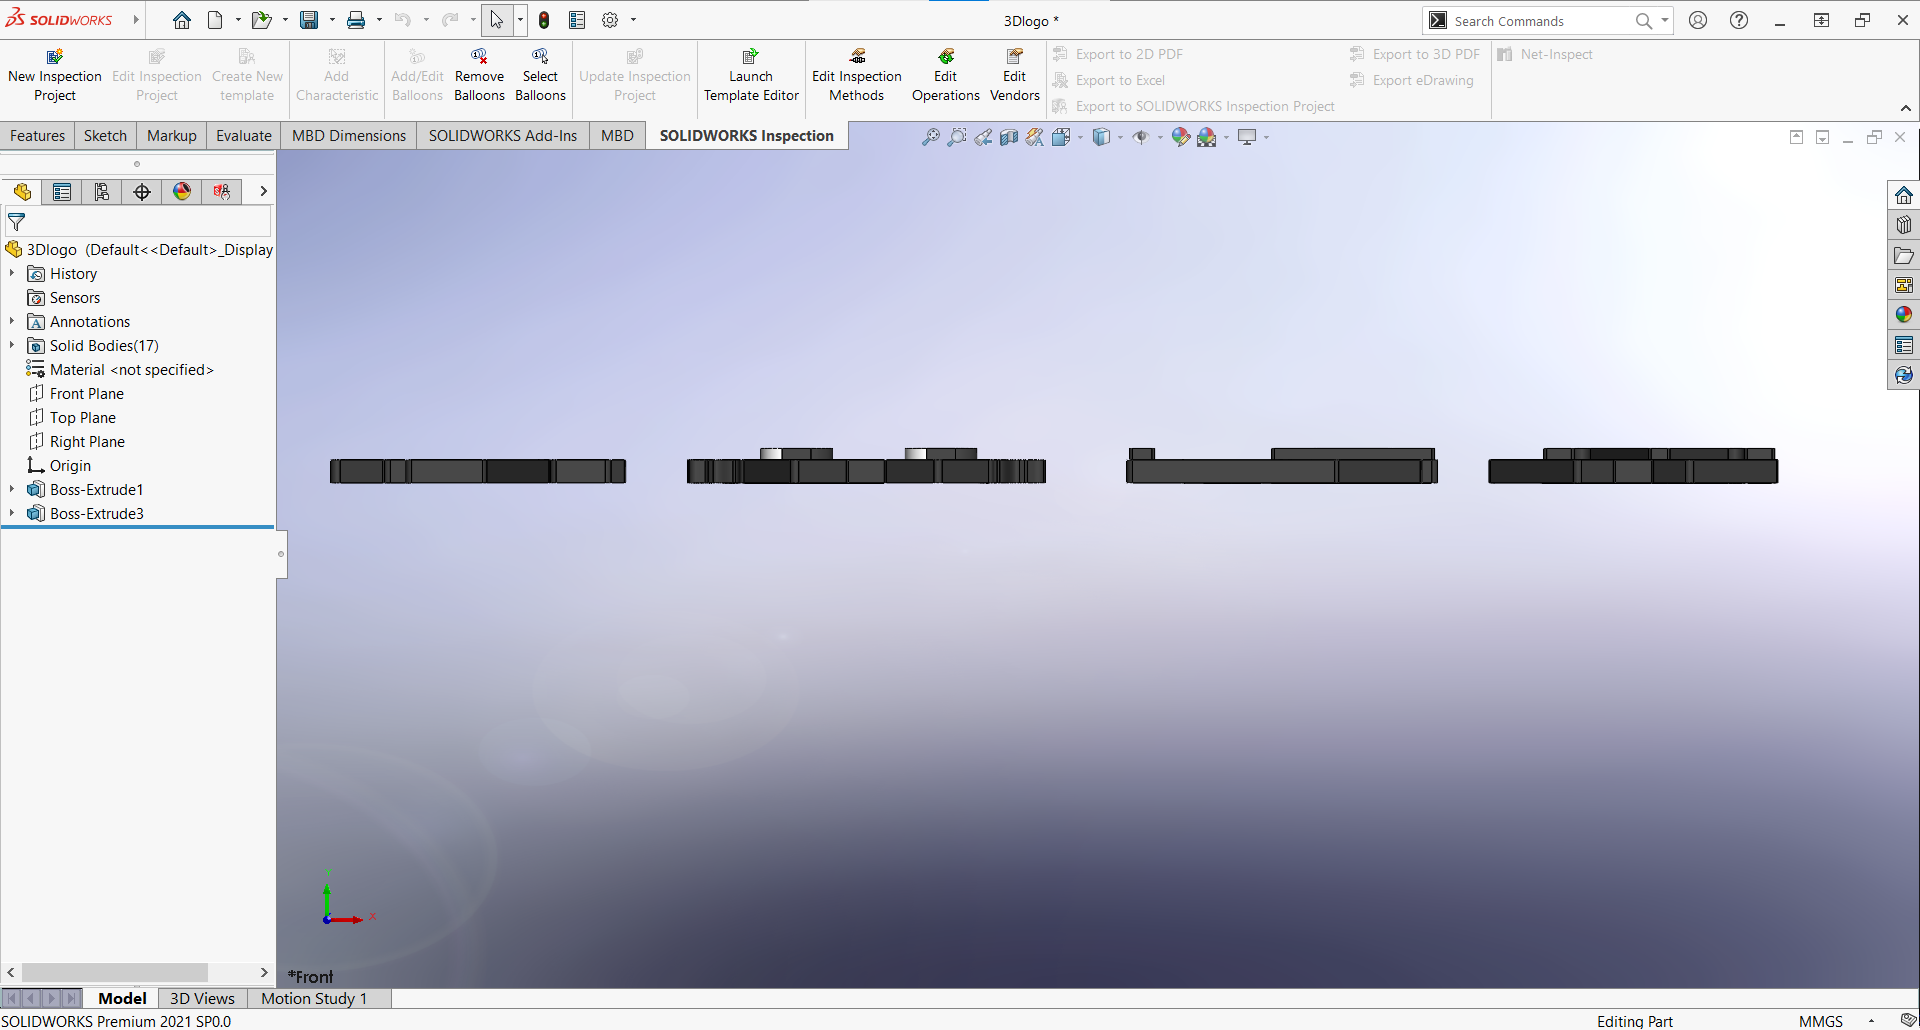 SOLIDWORKS
3Dlogo *
Search Commands
New Inspection Project
Edit Inspection Project
Create New template
Add Characteristic
Add/Edit Balloons
Remove Balloons
Select Balloons
Update Inspection Project
Launch Template Editor
Edit Inspection Methods
Edit Operations
Edit Vendors
Export to 2D PDF
Export to Excel
Export to SOLIDWORKS Inspection Project
Export to 3D PDF
Export eDrawing
Net-Inspect
Features Sketch Markup Evaluate MBD Dimensions SOLIDWORKS Add-Ins MBD SOLIDWORKS Inspection
3Dlogo (Default<<Default>_Display
History
Sensors
Annotations
Solid Bodies(17)
Material <not specified>
Front Plane
Top Plane
Right Plane
Origin
Boss-Extrude1
Boss-Extrude3
Y
X
*Front
Model 3D Views Motion Study 1
SOLIDWORKS Premium 2021 SP0.0
Editing Part
MMGS